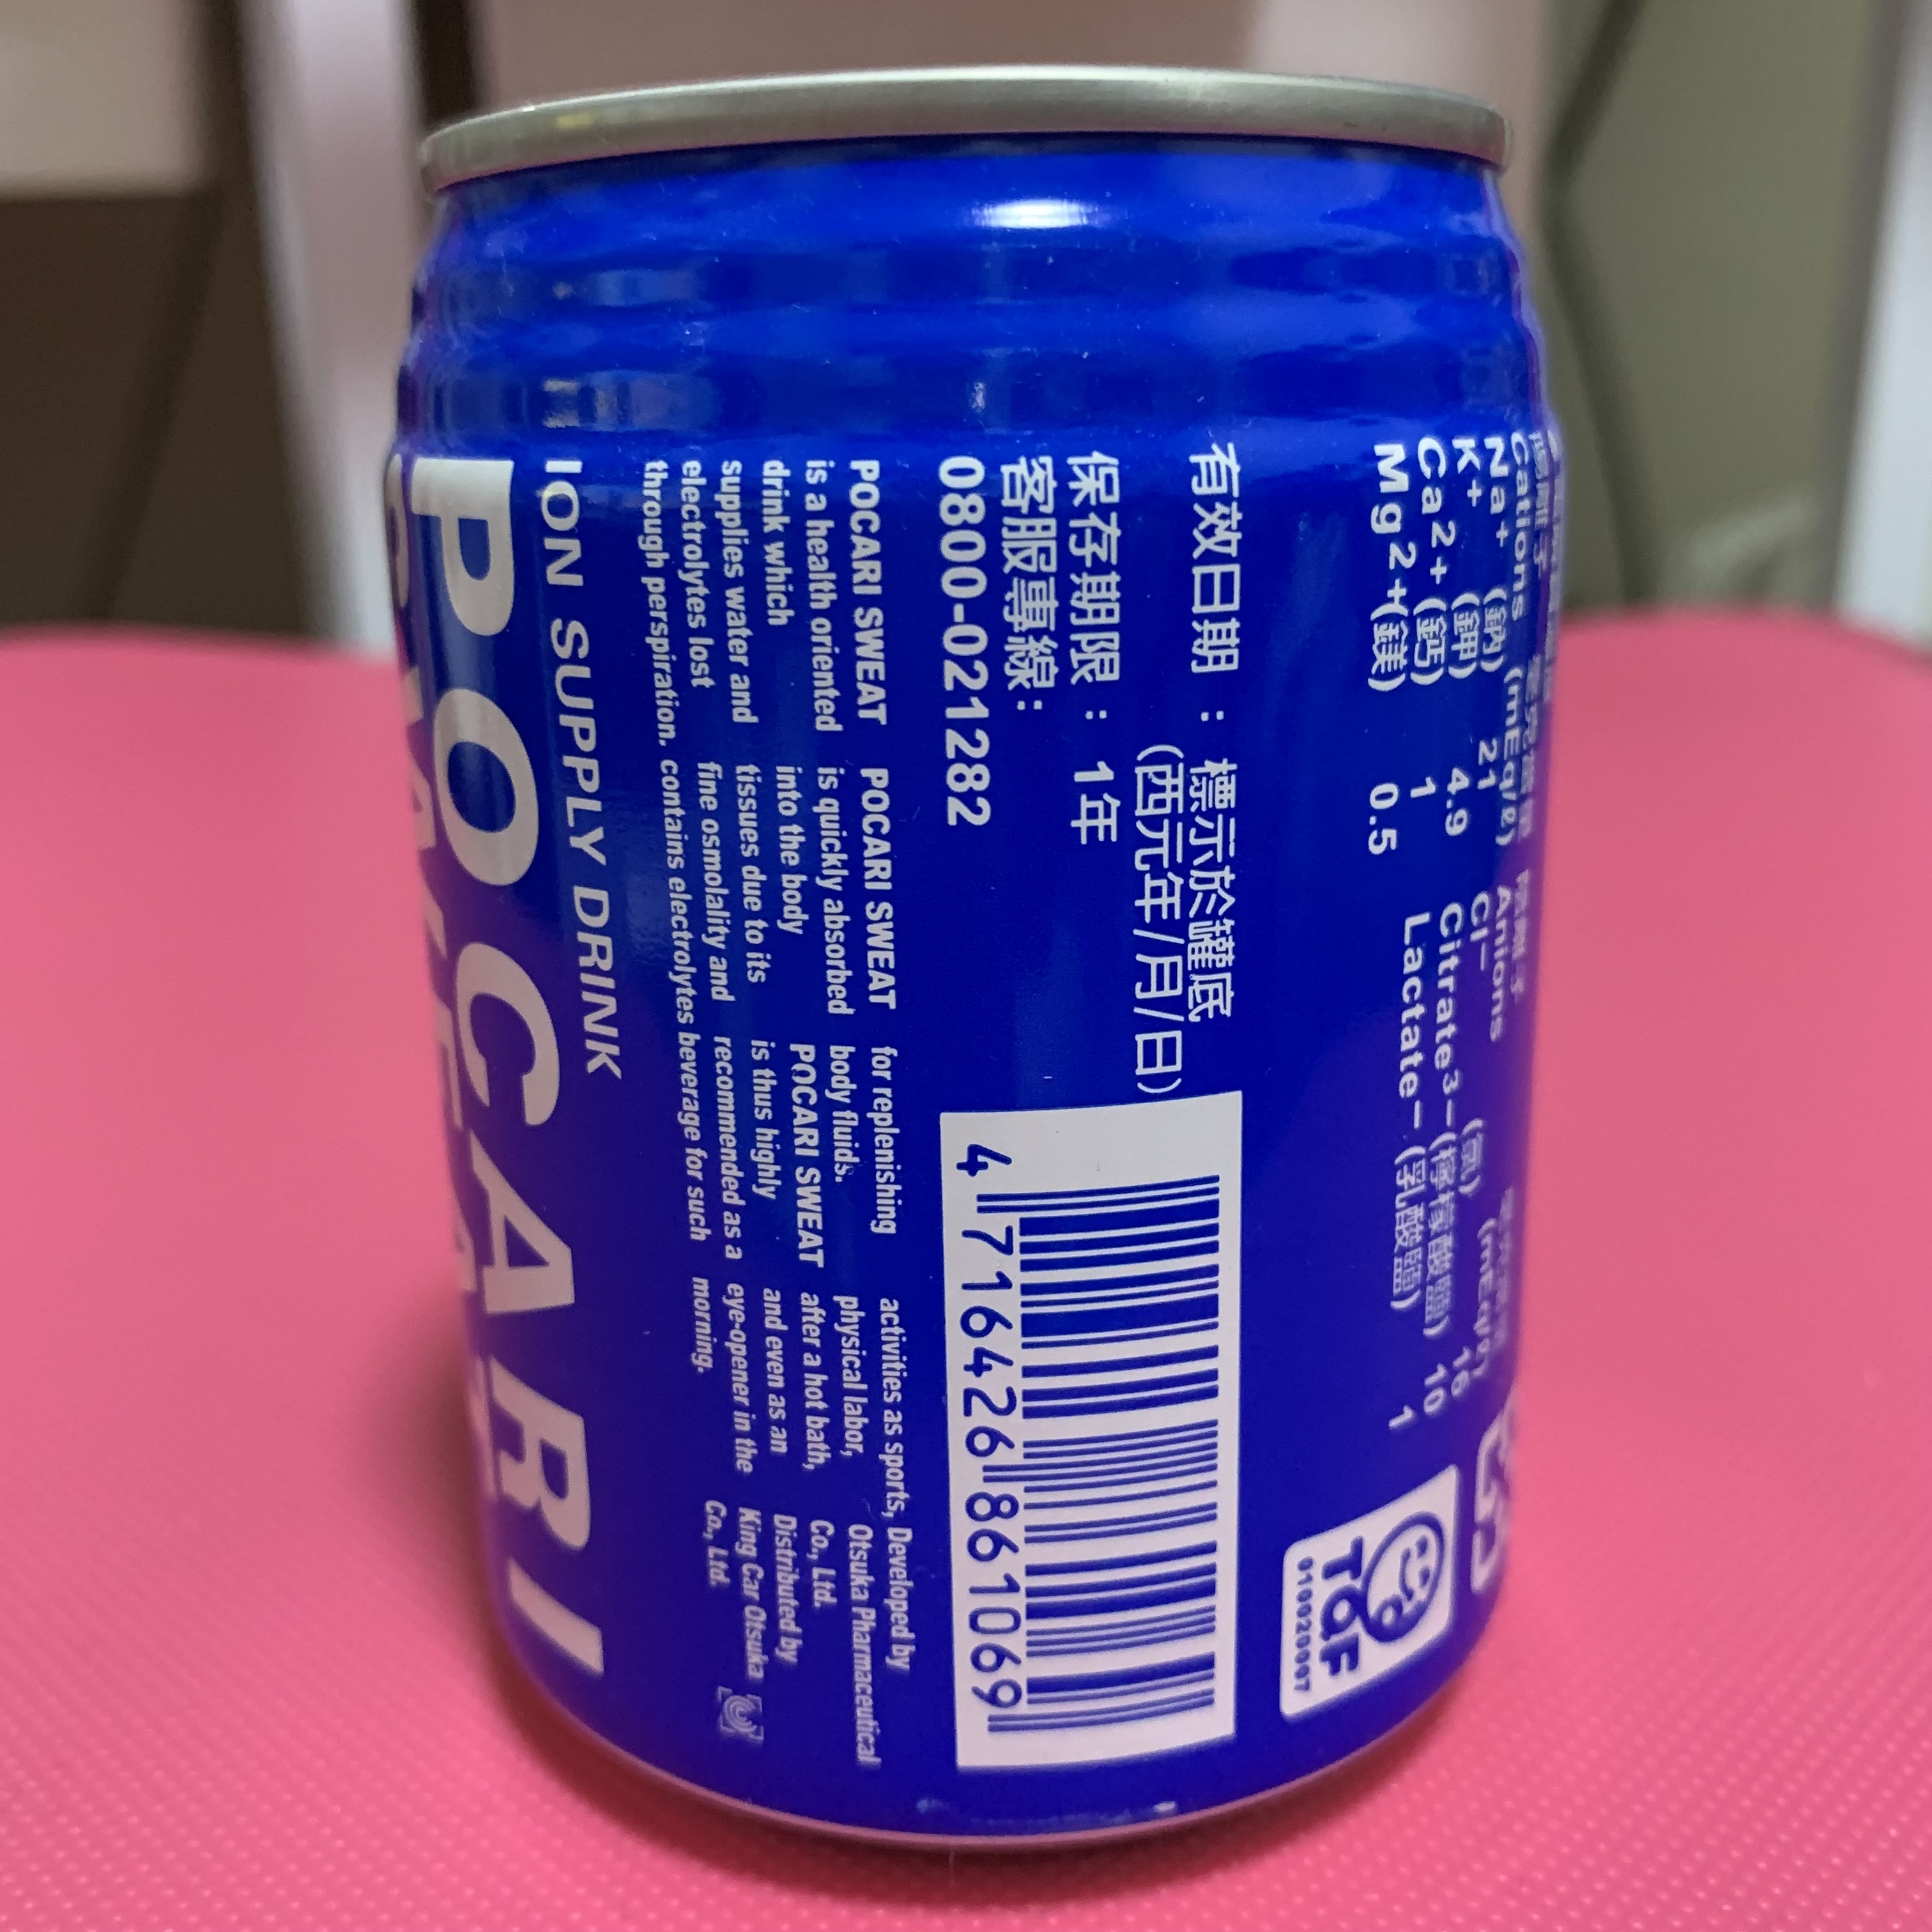 陽離子
Cations (mEq/ℓ)
Na+ (鈉) 21
K+ (鉀) 4.9
Ca2+ (鈣) 1
Mg2+ (鎂) 0.5
Anions (mEq/ℓ)
Cl− (氯) 16
Citrate3− (檸檬酸鹽) 10
Lactate− (乳酸鹽) 1
TQF
010020007
有效日期 : 標示於罐底
(西元年/月/日)
保存期限 : 1年
客服專線 :
0800-021282
4 716426 861069
POCARI SWEAT
is a health oriented
drink which
supplies water and
electrolytes lost
through perspiration.
POCARI SWEAT
is quickly absorbed
into the body
tissues due to its
fine osmolality and
contains electrolytes
for replenishing
body fluids.
POCARI SWEAT
is thus highly
recommended as a
beverage for such
activities as sports,
physical labor,
after a hot bath,
and even as an
eye-opener in the
morning.
Developed by
Otsuka Pharmaceutical
Co., Ltd.
Distributed by
King Car Otsuka
Co., Ltd.
ION SUPPLY DRINK
POCARI
SWEAT